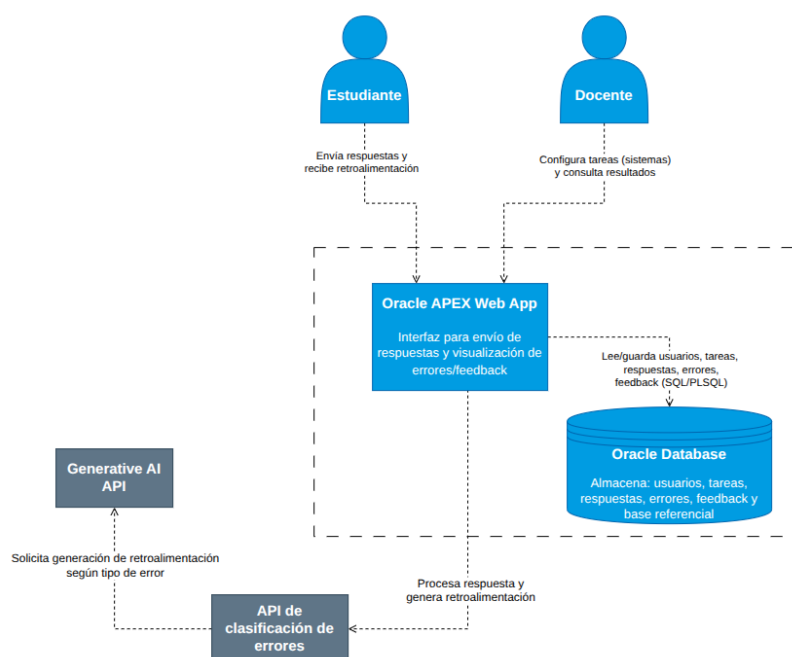 Estudiante
Docente
Envía respuestas y
recibe retroalimentación
Configura tareas (sistemas)
y consulta resultados
Oracle APEX Web App
Interfaz para envío de
respuestas y visualización de
errores/feedback
Lee/guarda usuarios, tareas,
respuestas, errores,
feedback (SQL/PLSQL)
Oracle Database
Almacena: usuarios, tareas,
respuestas, errores, feedback y
base referencial
Generative AI
API
Solicita generación de retroalimentación
según tipo de error
Procesa respuesta y
genera retroalimentación
API de
clasificación de
errores